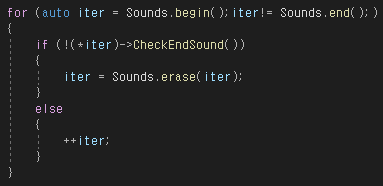 for (auto iter = Sounds.begin();iter!= Sounds.end();)
{
if (!(*iter)->CheckEndSound())
{
iter = Sounds.erase(iter);
}
else
{
++iter;
}
}